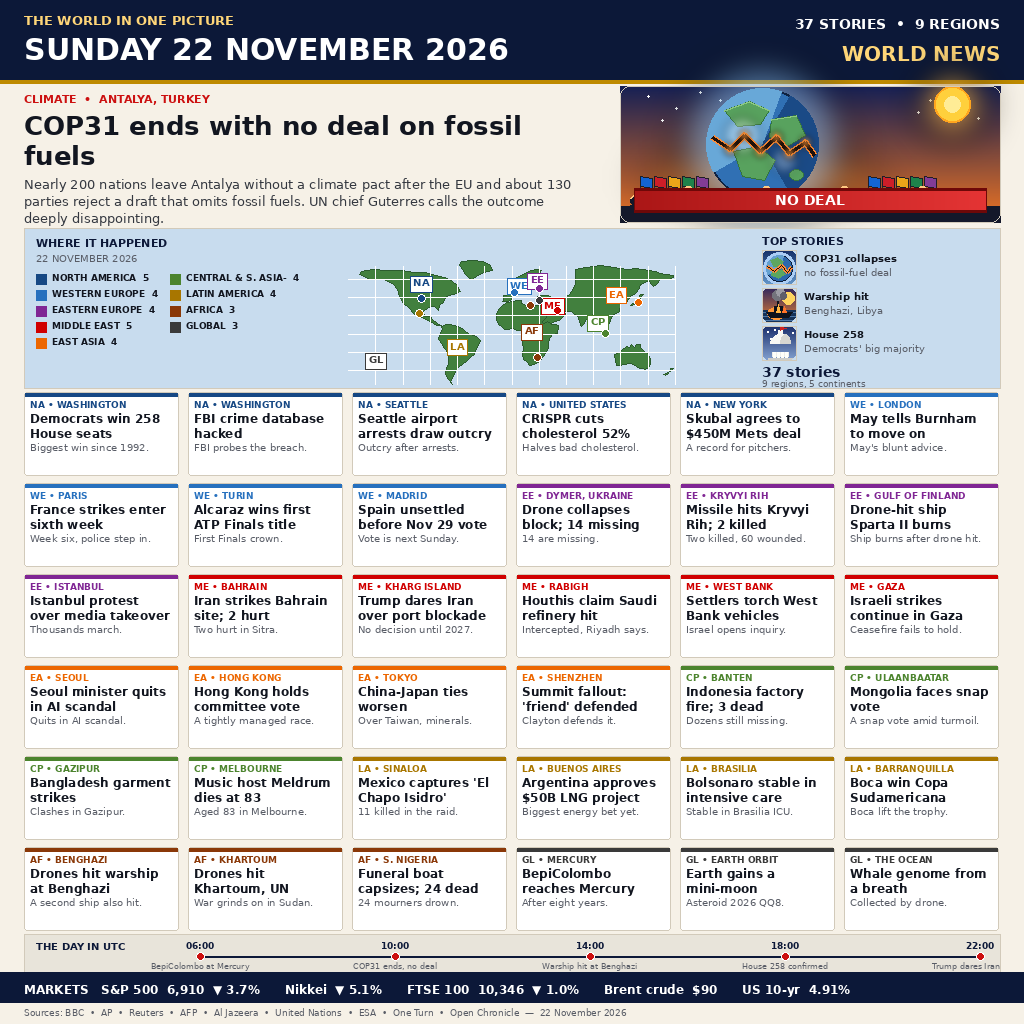 THE WORLD IN ONE PICTURE
SUNDAY 22 NOVEMBER 2026
37 STORIES • 9 REGIONS
WORLD NEWS
CLIMATE • ANTALYA, TURKEY
COP31 ends with no deal on fossil
fuels
Nearly 200 nations leave Antalya without a climate pact after the EU and about 130
parties reject a draft that omits fossil fuels. UN chief Guterres calls the outcome
deeply disappointing.
NO DEAL
WHERE IT HAPPENED
22 NOVEMBER 2026
NORTH AMERICA 5
WESTERN EUROPE 4
EASTERN EUROPE 4
MIDDLE EAST 5
EAST ASIA 4
CENTRAL & S. ASIA- 4
LATIN AMERICA 4
AFRICA 3
GLOBAL 3
NA
WE
EE
ME
EA
CP
AF
LA
GL
TOP STORIES
COP31 collapses
no fossil-fuel deal
Warship hit
Benghazi, Libya
House 258
Democrats' big majority
37 stories
9 regions, 5 continents
NA • WASHINGTON
Democrats win 258
House seats
Biggest win since 1992.
NA • WASHINGTON
FBI crime database
hacked
FBI probes the breach.
NA • SEATTLE
Seattle airport
arrests draw outcry
Outcry after arrests.
NA • UNITED STATES
CRISPR cuts
cholesterol 52%
Halves bad cholesterol.
NA • NEW YORK
Skubal agrees to
$450M Mets deal
A record for pitchers.
WE • LONDON
May tells Burnham
to move on
May's blunt advice.
WE • PARIS
France strikes enter
sixth week
Week six, police step in.
WE • TURIN
Alcaraz wins first
ATP Finals title
First Finals crown.
WE • MADRID
Spain unsettled
before Nov 29 vote
Vote is next Sunday.
EE • DYMER, UKRAINE
Drone collapses
block; 14 missing
14 are missing.
EE • KRYVYI RIH
Missile hits Kryvyi
Rih; 2 killed
Two killed, 60 wounded.
EE • GULF OF FINLAND
Drone-hit ship
Sparta II burns
Ship burns after drone hit.
EE • ISTANBUL
Istanbul protest
over media takeover
Thousands march.
ME • BAHRAIN
Iran strikes Bahrain
site; 2 hurt
Two hurt in Sitra.
ME • KHARG ISLAND
Trump dares Iran
over port blockade
No decision until 2027.
ME • RABIGH
Houthis claim Saudi
refinery hit
Intercepted, Riyadh says.
ME • WEST BANK
Settlers torch West
Bank vehicles
Israel opens inquiry.
ME • GAZA
Israeli strikes
continue in Gaza
Ceasefire fails to hold.
EA • SEOUL
Seoul minister quits
in AI scandal
Quits in AI scandal.
EA • HONG KONG
Hong Kong holds
committee vote
A tightly managed race.
EA • TOKYO
China-Japan ties
worsen
Over Taiwan, minerals.
EA • SHENZHEN
Summit fallout:
'friend' defended
Clayton defends it.
CP • BANTEN
Indonesia factory
fire; 3 dead
Dozens still missing.
CP • ULAANBAATAR
Mongolia faces snap
vote
A snap vote amid turmoil.
CP • GAZIPUR
Bangladesh garment
strikes
Clashes in Gazipur.
CP • MELBOURNE
Music host Meldrum
dies at 83
Aged 83 in Melbourne.
LA • SINALOA
Mexico captures 'El
Chapo Isidro'
11 killed in the raid.
LA • BUENOS AIRES
Argentina approves
$50B LNG project
Biggest energy bet yet.
LA • BRASILIA
Bolsonaro stable in
intensive care
Stable in Brasilia ICU.
LA • BARRANQUILLA
Boca win Copa
Sudamericana
Boca lift the trophy.
AF • BENGHAZI
Drones hit warship
at Benghazi
A second ship also hit.
AF • KHARTOUM
Drones hit
Khartoum, UN
War grinds on in Sudan.
AF • S. NIGERIA
Funeral boat
capsizes; 24 dead
24 mourners drown.
GL • MERCURY
BepiColombo
reaches Mercury
After eight years.
GL • EARTH ORBIT
Earth gains a
mini-moon
Asteroid 2026 QQ8.
GL • THE OCEAN
Whale genome from
a breath
Collected by drone.
THE DAY IN UTC
06:00
BepiColombo at Mercury
10:00
COP31 ends, no deal
14:00
Warship hit at Benghazi
18:00
House 258 confirmed
22:00
Trump dares Iran
MARKETS S&P 500 6,910 ▼ 3.7% Nikkei ▼ 5.1% FTSE 100 10,346 ▼ 1.0% Brent crude $90 US 10-yr 4.91%
Sources: BBC • AP • Reuters • AFP • Al Jazeera • United Nations • ESA • One Turn • Open Chronicle — 22 November 2026